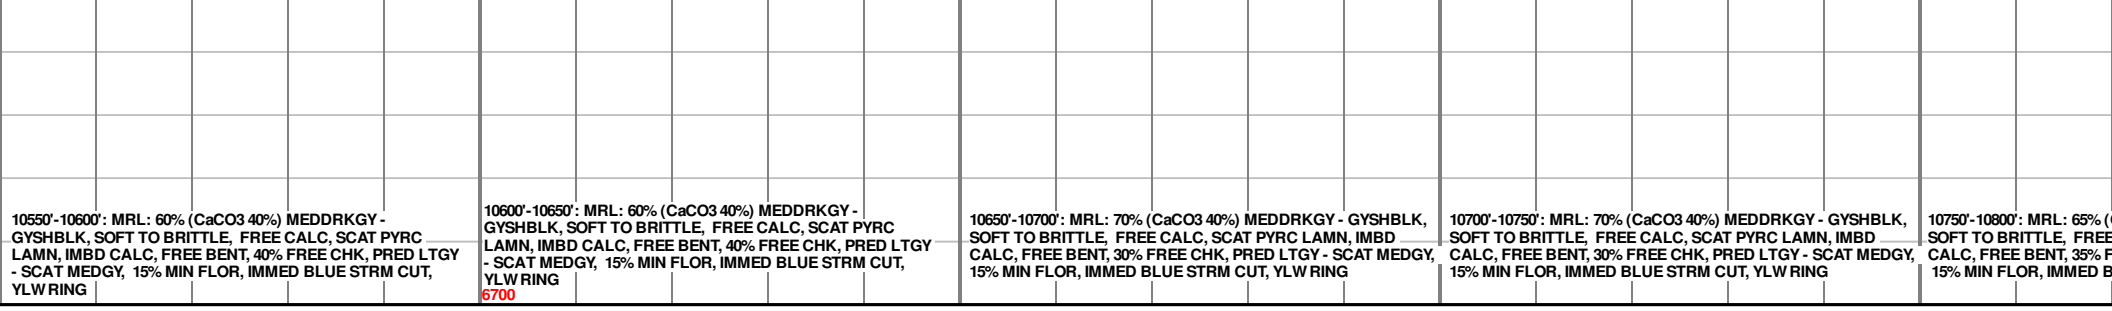 10550'-10600': MRL: 60% (CaCO3 40%) MEDDRKGY -
GYSHBLK, SOFT TO BRITTLE, FREE CALC, SCAT PYRC
LAMN, IMBD CALC, FREE BENT, 40% FREE CHK, PRED LTGY
- SCAT MEDGY, 15% MIN FLOR, IMMED BLUE STRM CUT,
YLW RING
10600'-10650': MRL: 60% (CaCO3 40%) MEDDRKGY -
GYSHBLK, SOFT TO BRITTLE, FREE CALC, SCAT PYRC
LAMN, IMBD CALC, FREE BENT, 40% FREE CHK, PRED LTGY
- SCAT MEDGY, 15% MIN FLOR, IMMED BLUE STRM CUT,
YLW RING
6700
10650'-10700': MRL: 70% (CaCO3 40%) MEDDRKGY - GYSHBLK,
SOFT TO BRITTLE, FREE CALC, SCAT PYRC LAMN, IMBD
CALC, FREE BENT, 30% FREE CHK, PRED LTGY - SCAT MEDGY,
15% MIN FLOR, IMMED BLUE STRM CUT, YLW RING
10700'-10750': MRL: 70% (CaCO3 40%) MEDDRKGY - GYSHBLK,
SOFT TO BRITTLE, FREE CALC, SCAT PYRC LAMN, IMBD
CALC, FREE BENT, 30% FREE CHK, PRED LTGY - SCAT MEDGY,
15% MIN FLOR, IMMED BLUE STRM CUT, YLW RING
10750'-10800': MRL: 65% (
SOFT TO BRITTLE, FREE
CALC, FREE BENT, 35% F
15% MIN FLOR, IMMED B